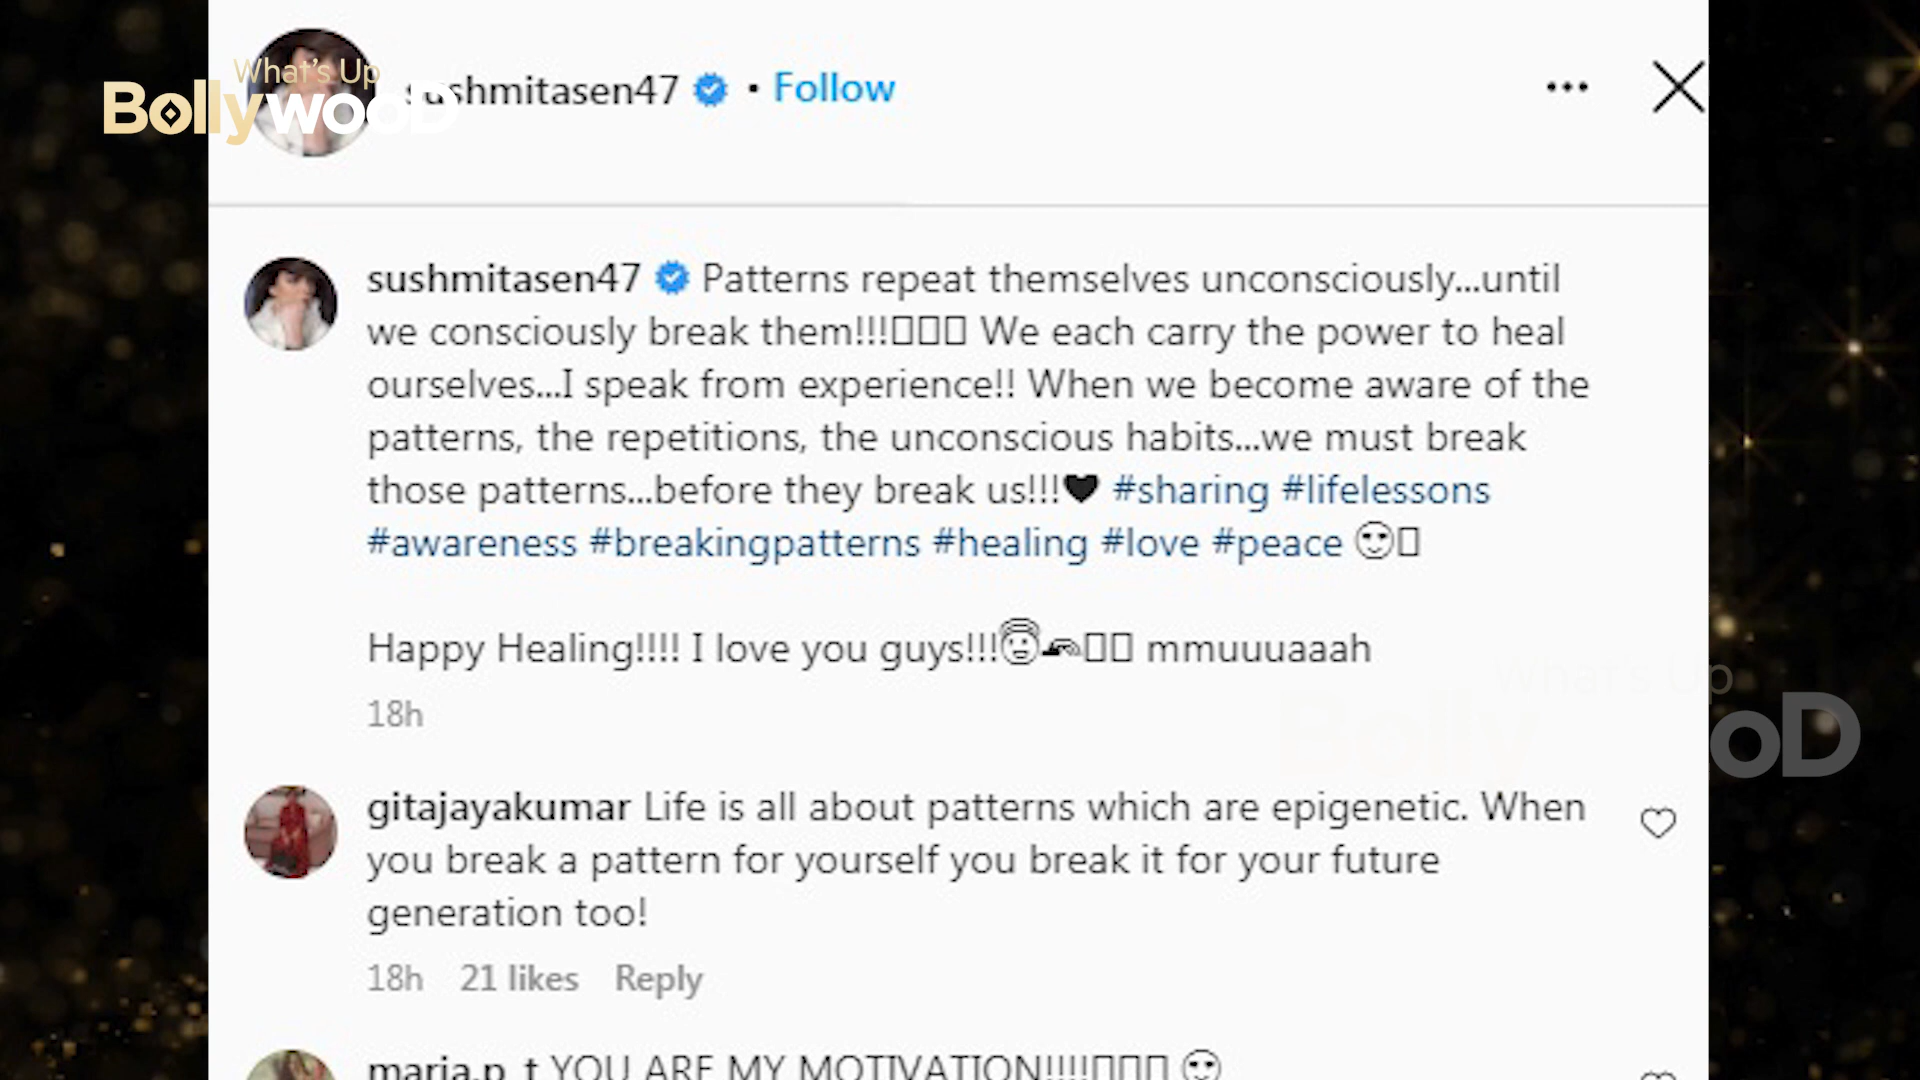 What's Up
BollywooD
sushmitasen47 • Follow
sushmitasen47 Patterns repeat themselves unconsciously...until
we consciously break them!!!▯▯▯ We each carry the power to heal
ourselves...I speak from experience!! When we become aware of the
patterns, the repetitions, the unconscious habits...we must break
those patterns...before they break us!!!🖤 #sharing #lifelessons
#awareness #breakingpatterns #healing #love #peace 😍▯
Happy Healing!!!! I love you guys!!!😇▯▯ mmuuuaaah
18h
What's Up
BollywooD
gitajayakumar Life is all about patterns which are epigenetic. When
you break a pattern for yourself you break it for your future
generation too!
18h 21 likes Reply
maria.p_t YOU ARE MY MOTIVATION!!!!▯▯▯ 😍